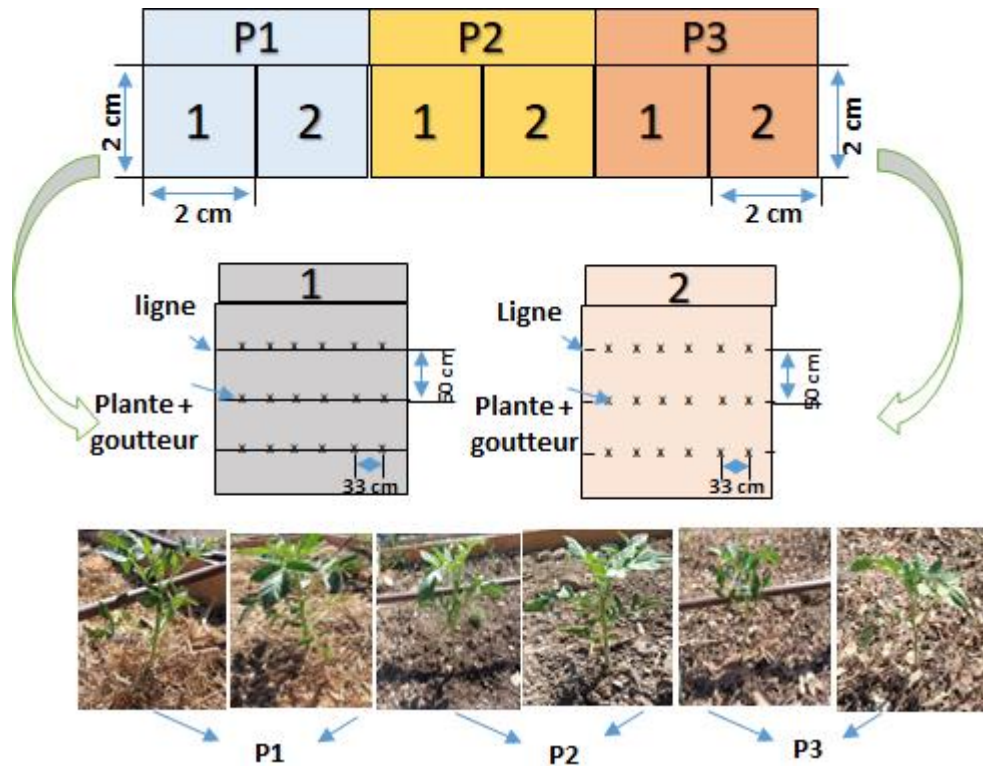 P1 P2 P3
1 2 1 2 1 2
2 cm
2 cm
2 cm
2 cm
1
2
ligne
Ligne
50 cm
50 cm
Plante +
goutteur
Plante +
goutteur
33 cm
33 cm
P1
P2
P3